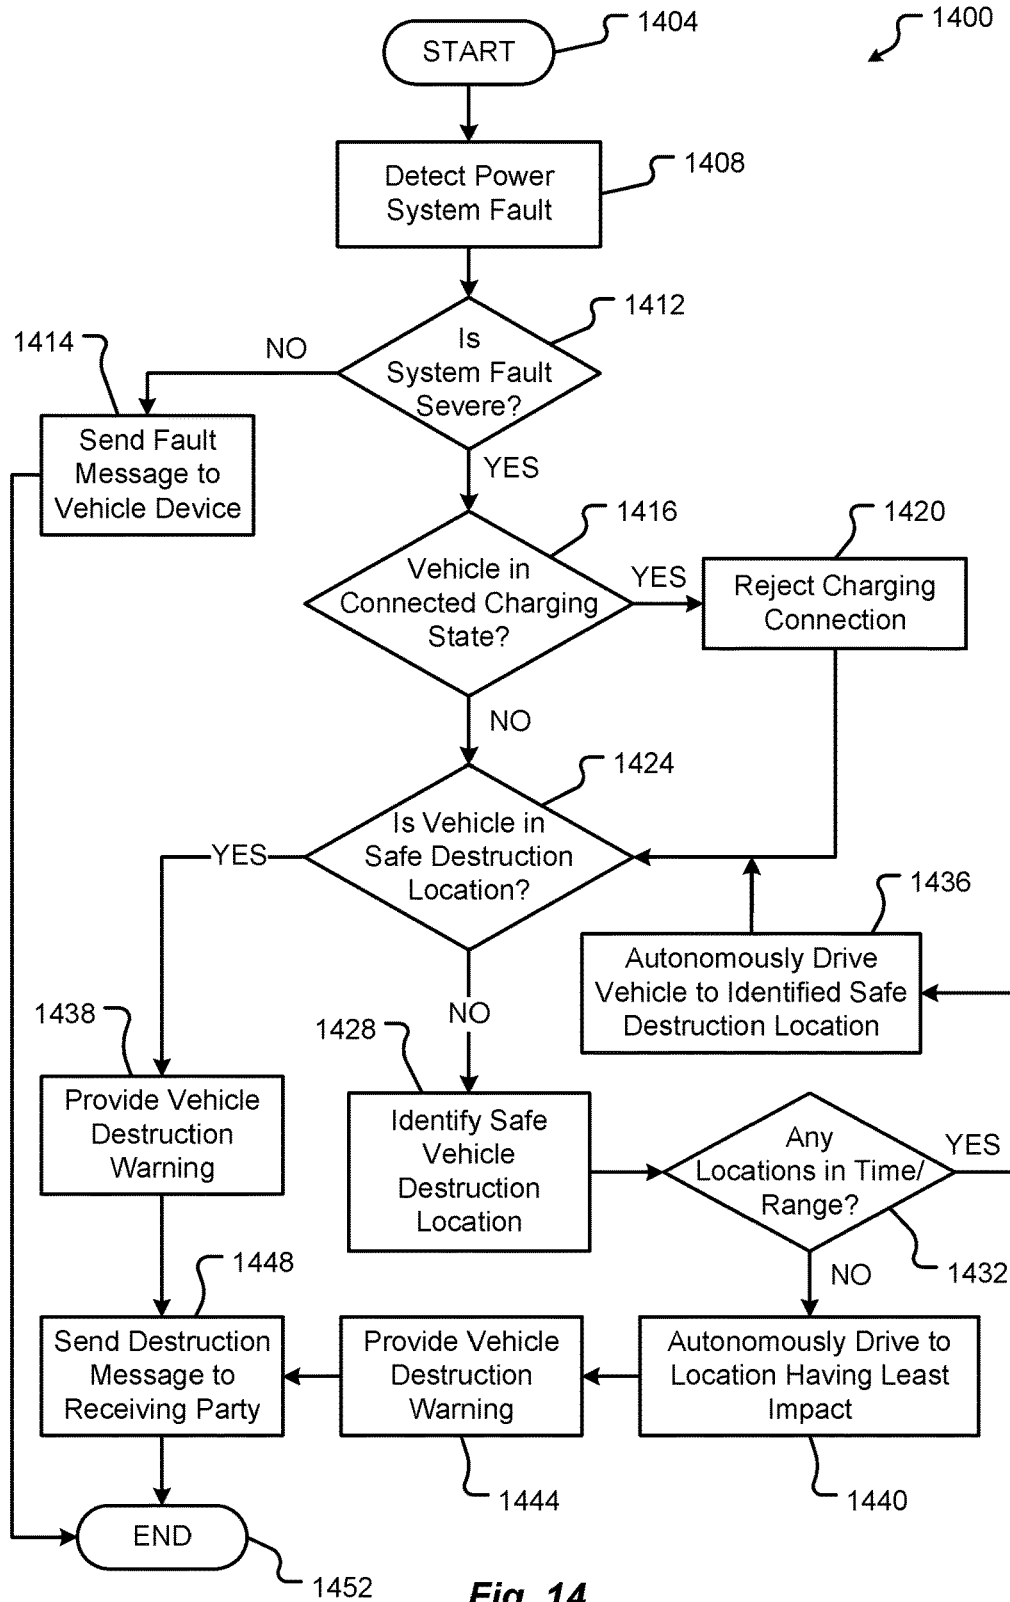 1400
START
1404
Detect Power
System Fault
1408
Is
System Fault
Severe?
1412
NO
1414
Send Fault
Message to
Vehicle Device
YES
Vehicle in
Connected Charging
State?
1416
YES
1420
Reject Charging
Connection
NO
1424
Is Vehicle in
Safe Destruction
Location?
YES
1436
Autonomously Drive
Vehicle to Identified Safe
Destruction Location
NO
1438
Provide Vehicle
Destruction
Warning
1428
Identify Safe
Vehicle
Destruction
Location
Any
Locations in Time/
Range?
YES
1432
NO
1448
Send Destruction
Message to
Receiving Party
Provide Vehicle
Destruction
Warning
1444
Autonomously Drive to
Location Having Least
Impact
1440
END
1452
Fig. 14